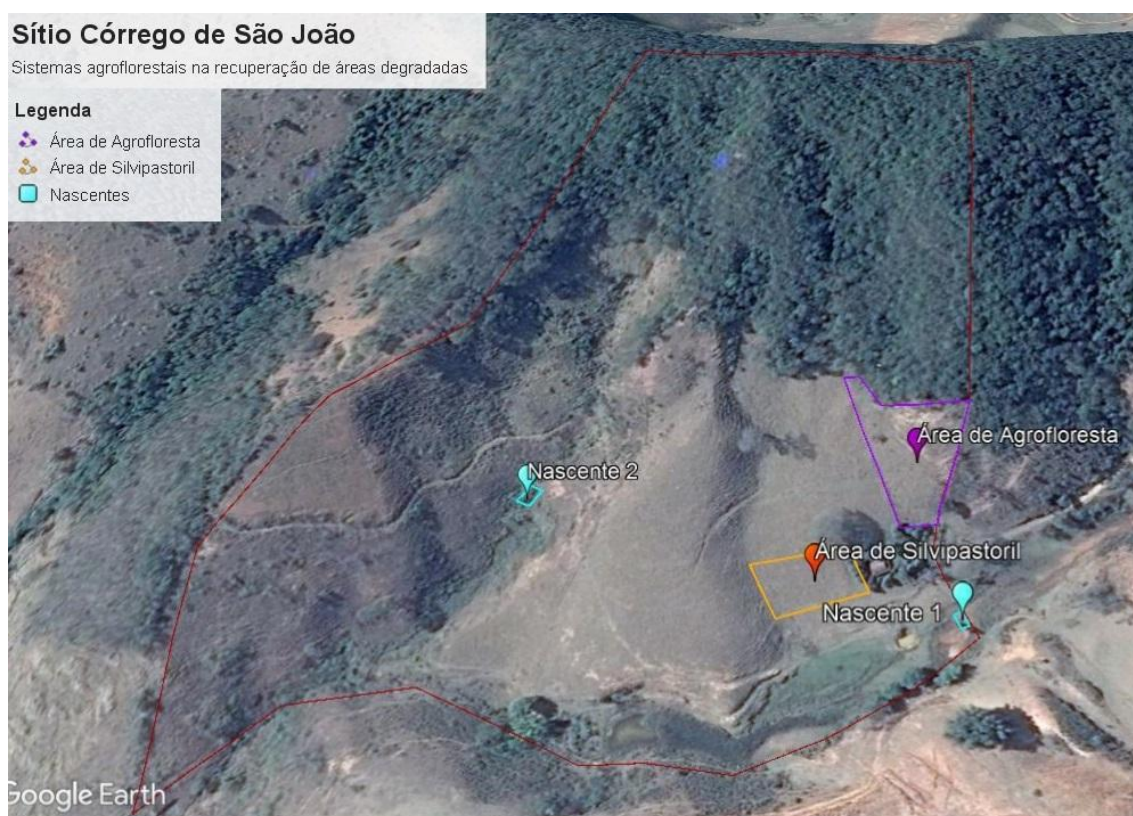 Sítio Córrego de São João
Sistemas agroflorestais na recuperação de áreas degradadas
Legenda
Área de Agrofloresta
Área de Silvipastoril
Nascentes
Área de Agrofloresta
Nascente 2
Área de Silvipastoril
Nascente 1
Google Earth